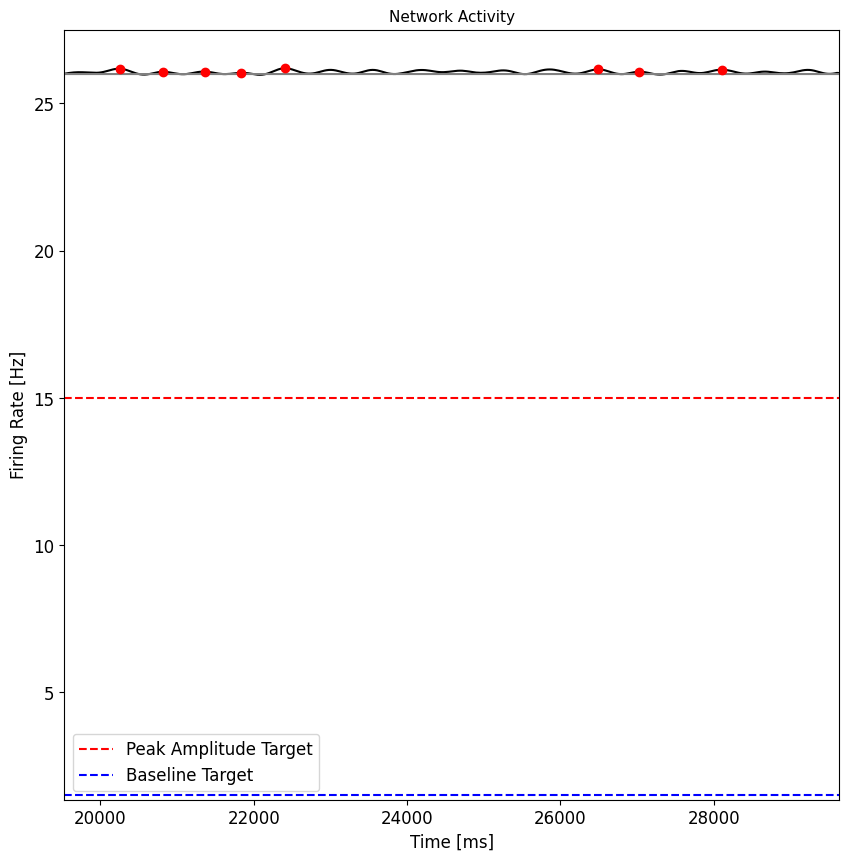 Network Activity
25
20
15
10
5
Firing Rate [Hz]
Peak Amplitude Target
Baseline Target
20000 22000 24000 26000 28000
Time [ms]